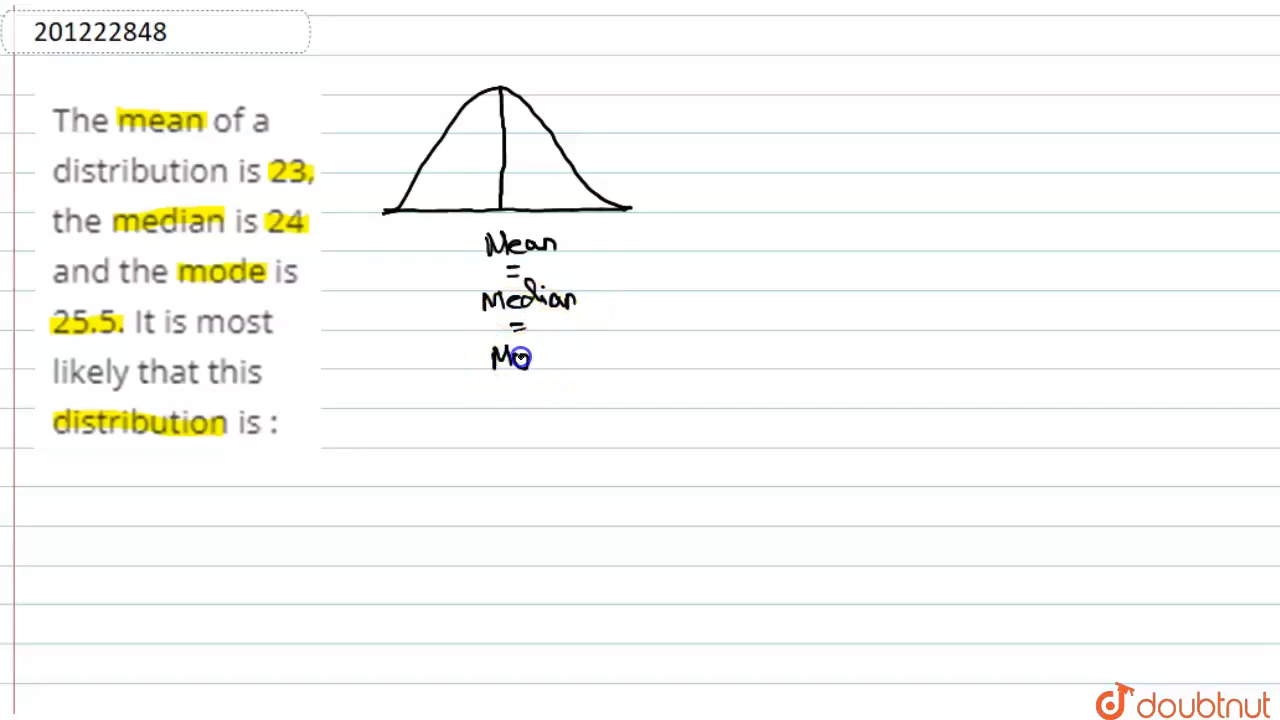 201222848
The mean of a
distribution is 23,
the median is 24
and the mode is
25.5. It is most
likely that this
distribution is :
Mean
=
Median
=
Mo
doubtnut